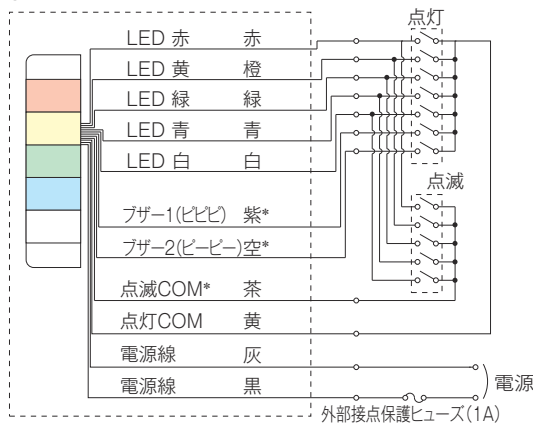 点灯
LED 赤 赤
LED 黄 橙
LED 緑 緑
LED 青 青
LED 白 白
点滅
ブザー1(ピピピ) 紫*
ブザー2(ピーピー)空*
点滅COM* 茶
点灯COM 黄
電源線 灰
電源線 黒
電源
外部接点保護ヒューズ(1A)